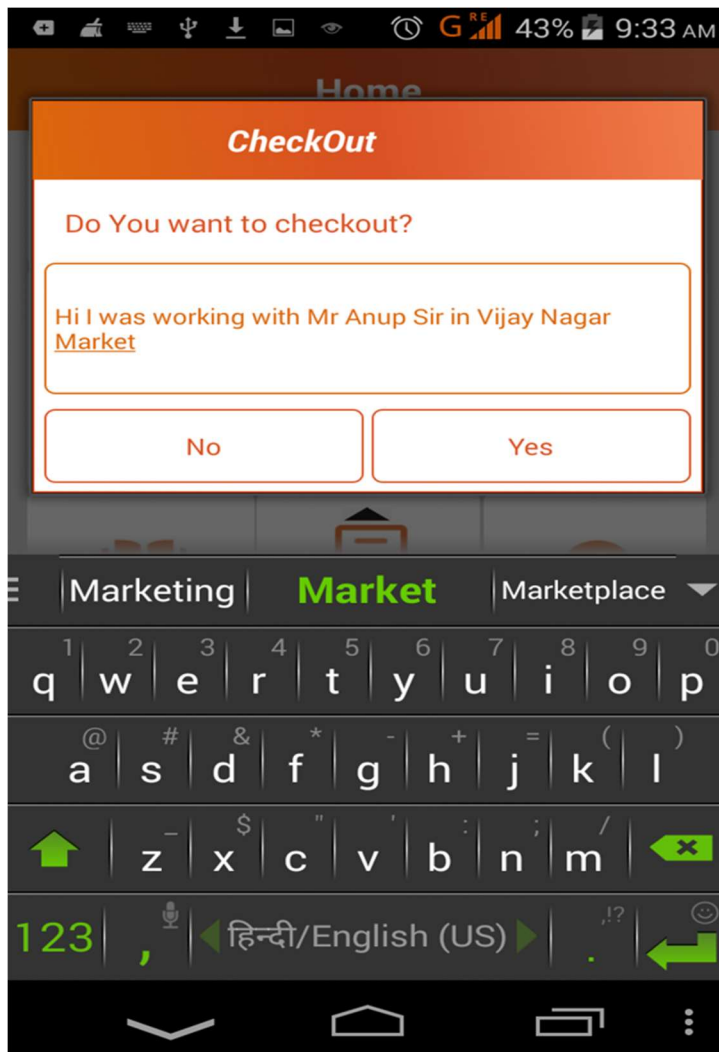 G RE 43% 9:33 AM
Home
CheckOut
Do You want to checkout?
Hi I was working with Mr Anup Sir in Vijay Nagar
Market
No Yes
Marketing Market Marketplace
1 2 3 4 5 6 7 8 9 0
q w e r t y u i o p
@ # & * - + = ( )
a s d f g h j k l
_ $ " ' : ; /
z x c v b n m
123 , हिन्दी/English (US) . ,!?